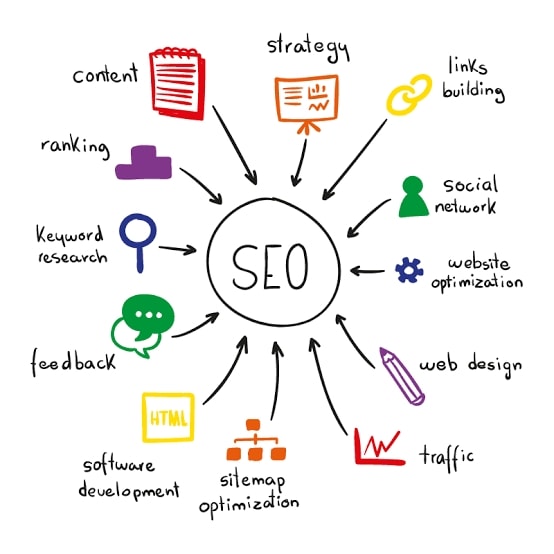 strategy
content
links
building
ranking
social
network
Keyword
research
SEO
website
optimization
feedback
web design
HTML
software
development
sitemap
optimization
traffic